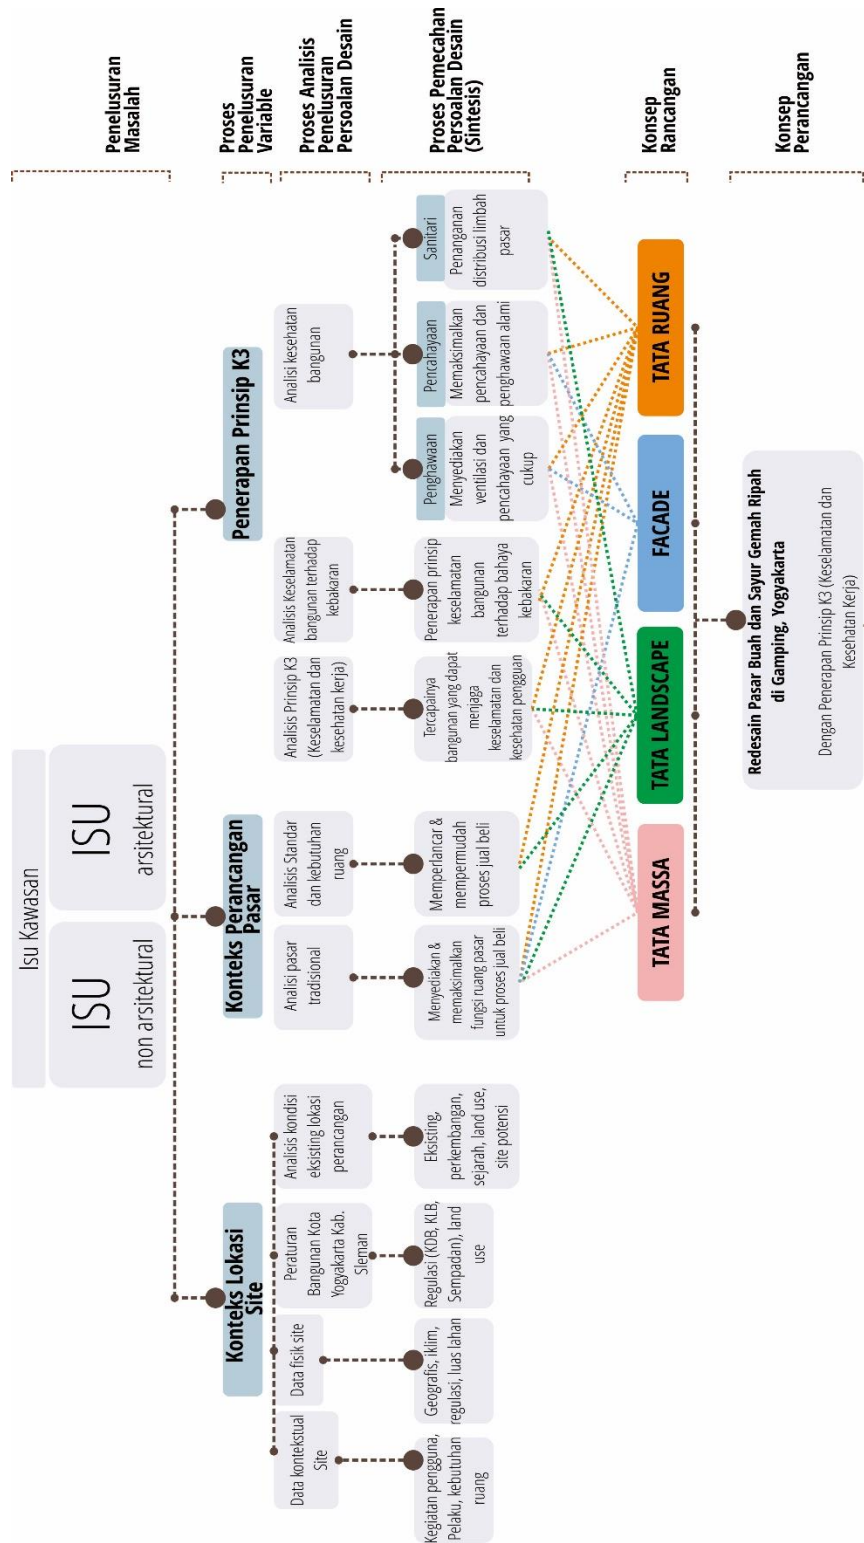 Isu Kawasan
ISU
non arsitektural
ISU
arsitektural
Penelusuran
Masalah
Konteks Lokasi
Site
Konteks Perancangan
Pasar
Penerapan Prinsip K3
Proses
Penelusuran
Variable
Data kontekstual
Site
Data fisik site
Peraturan
Bangunan Kota
Yogyakarta Kab.
Sleman
Analisis kondisi
eksisting lokasi
perancangan
Analisi pasar
tradisional
Analisis Standar
dan kebutuhan
ruang
Analisis Prinsip K3
(Keselamatan dan
kesehatan kerja)
Analisis Keselamatan
bangunan terhadap
kebakaran
Analisi kesehatan
bangunan
Proses Analisis
Penelusuran
Persoalan Desain
Kegiatan pengguna,
Pelaku, kebutuhan
ruang
Geografis, iklim,
regulasi, luas lahan
Regulasi (KDB, KLB,
Sempadan), land
use
Eksisting,
perkembangan,
sejarah, land use,
site potensi
Menyediakan &
memaksimalkan
fungsi ruang pasar
untuk proses jual beli
Memperlancar &
mempermudah
proses jual beli
Tercapainya
bangunan yang dapat
menjaga
keselamatan dan
kesehatan pengguan
Penerapan prinsip
keselamatan
bangunan
terhadap bahaya
kebakaran
Penghawaan
Menyediakan
ventilasi dan
pencahayaan yang
cukup
Pencahayaan
Memaksimalkan
pencahayaan dan
penghawaan alami
Sanitari
Penanganan
distribusi limbah
pasar
Proses Pemecahan
Persoalan Desain
(Sintesis)
TATA MASSA
TATA LANDSCAPE
FACADE
TATA RUANG
Konsep
Rancangan
Redesain Pasar Buah dan Sayur Gemah Ripah
di Gamping, Yogyakarta
Dengan Penerapan Prinsip K3 (Keselamatan dan
Kesehatan Kerja)
Konsep
Perancangan